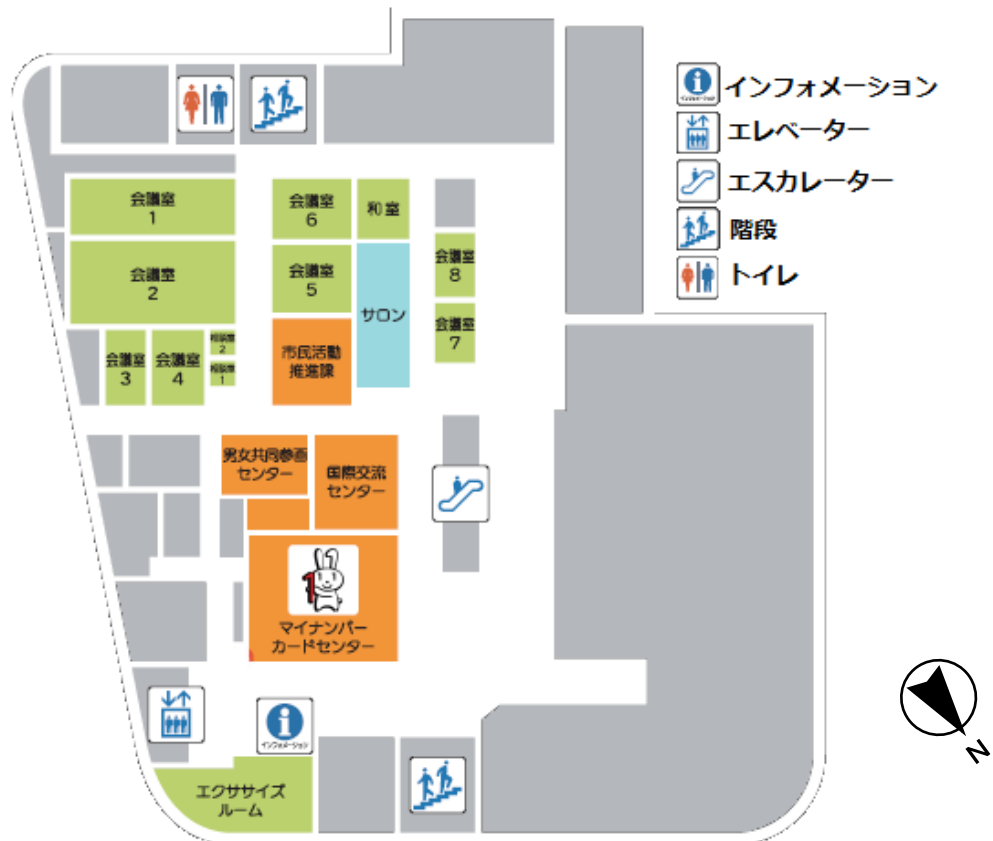 インフォメーション
エレベーター
エスカレーター
階段
トイレ
会議室
1
会議室
2
会議室
3
会議室
4
相談室
2
相談室
1
会議室
6
和室
会議室
5
サロン
市民活動
推進課
会議室
8
会議室
7
男女共同参画
センター
国際交流
センター
マイナンバー
カードセンター
インフォメーション
エクササイズ
ルーム
N